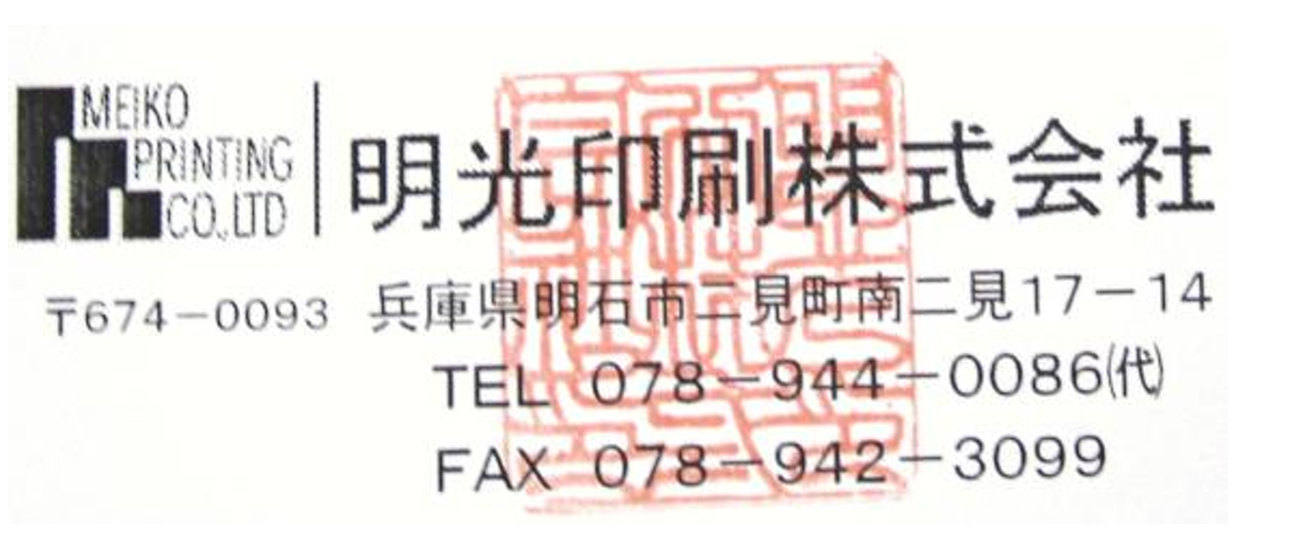 MEIKO
PRINTING
CO.,LTD
明光印刷株式会社
〒674-0093 兵庫県明石市二見町南二見17-14
TEL 078-944-0086(代)
FAX 078-942-3099